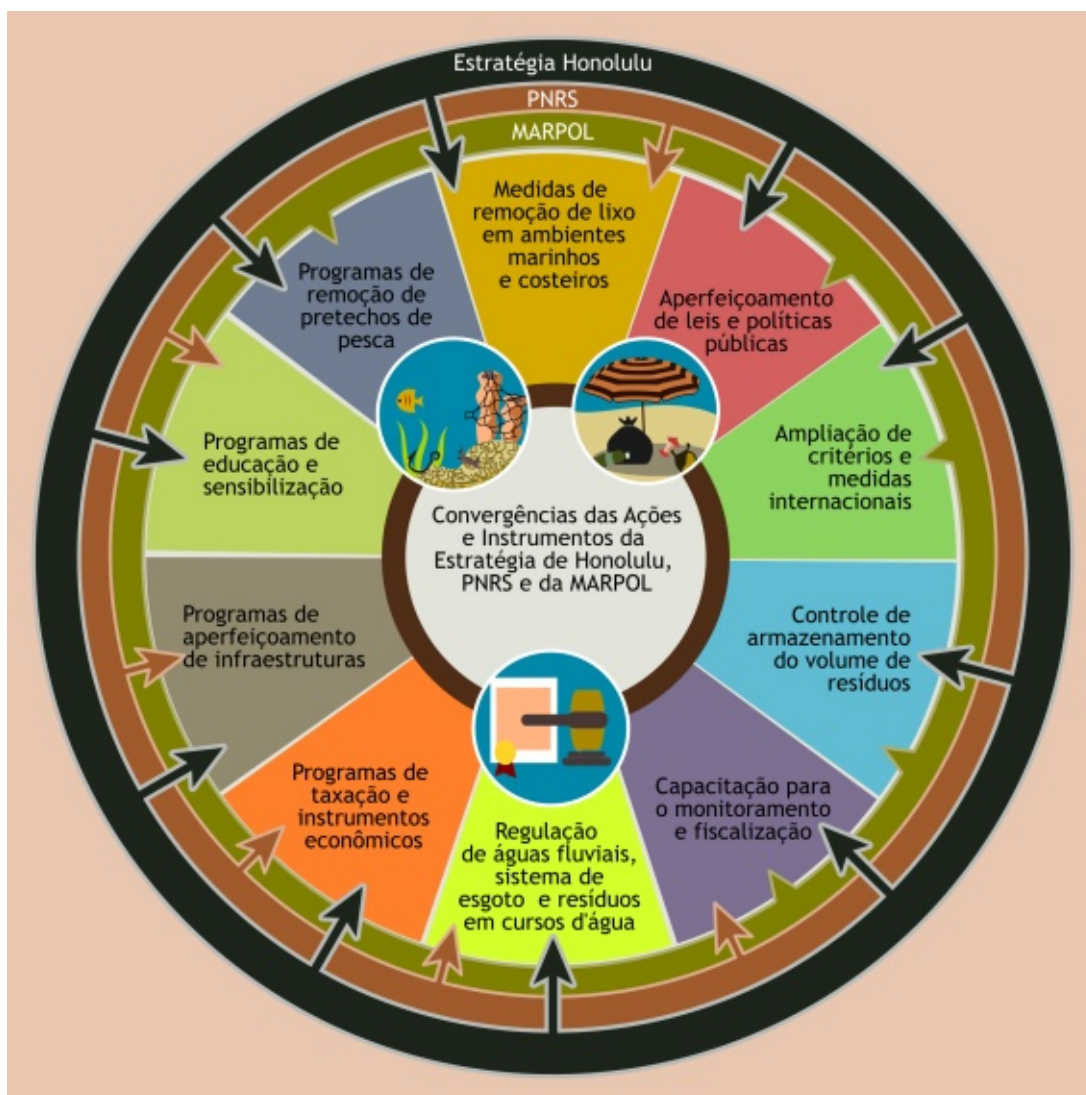 Estratégia Honolulu
PNRS
MARPOL
Medidas de
remoção de lixo
em ambientes
marinhos
e costeiros
Aperfeiçoamento
de leis e políticas
públicas
Ampliação de
critérios e
medidas
internacionais
Controle de
armazenamento
do volume de
resíduos
Capacitação para
o monitoramento
e fiscalização
Regulação
de águas fluviais,
sistema de
esgoto e resíduos
em cursos d'água
Programas de
taxação e
instrumentos
econômicos
Programas de
aperfeiçoamento
de infraestruturas
Programas de
educação e
sensibilização
Programas de
remoção de
pretechos de
pesca
Convergências das Ações
e Instrumentos da
Estratégia de Honolulu,
PNRS e da MARPOL